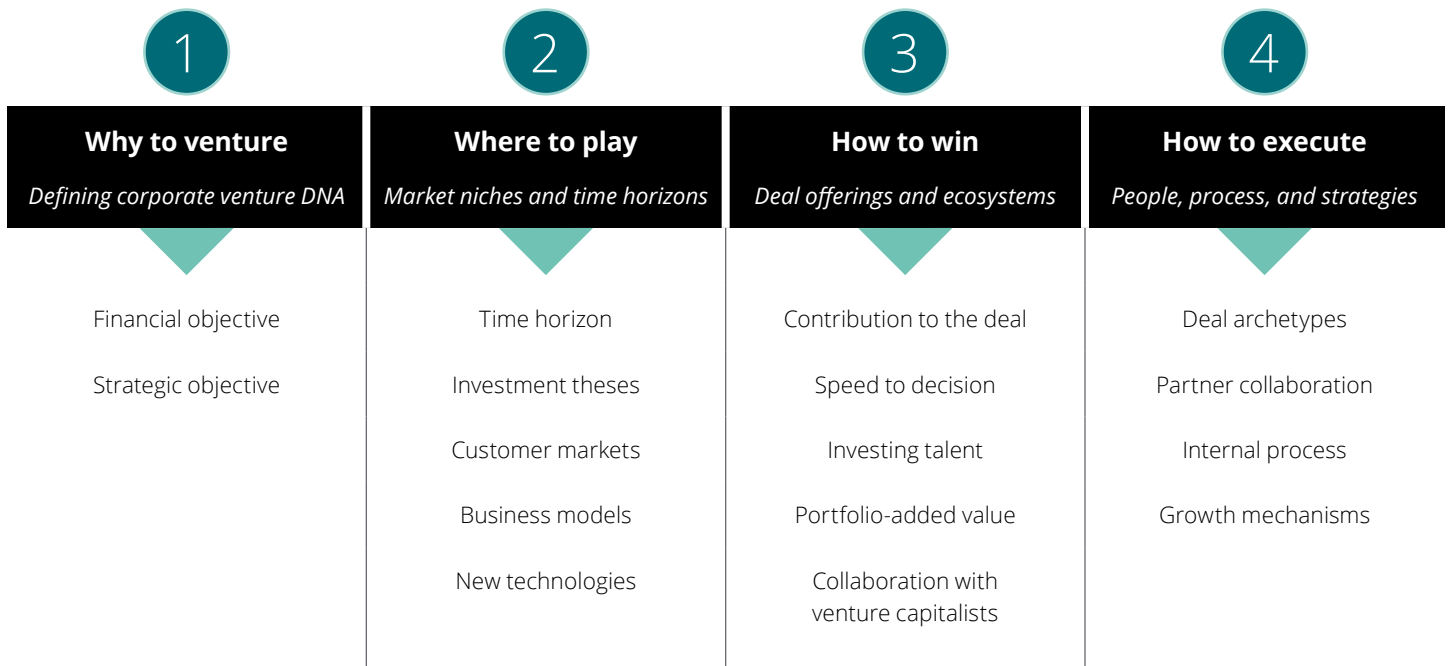 1
Why to venture
Defining corporate venture DNA
Financial objective
Strategic objective
2
Where to play
Market niches and time horizons
Time horizon
Investment theses
Customer markets
Business models
New technologies
3
How to win
Deal offerings and ecosystems
Contribution to the deal
Speed to decision
Investing talent
Portfolio-added value
Collaboration with
venture capitalists
4
How to execute
People, process, and strategies
Deal archetypes
Partner collaboration
Internal process
Growth mechanisms